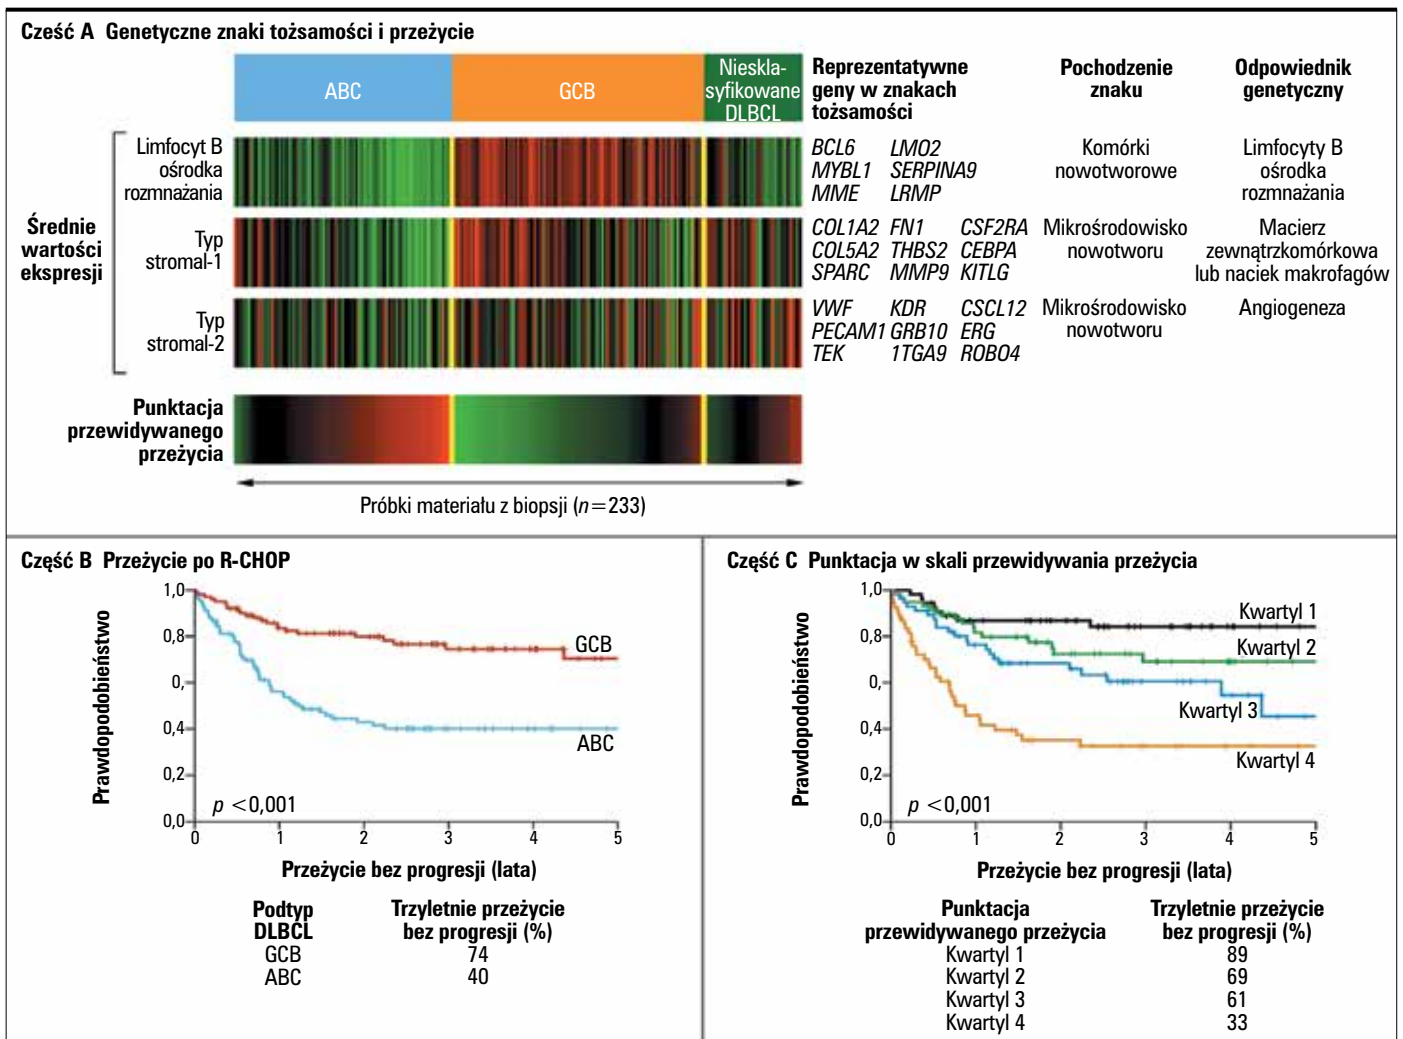 Cześć A Genetyczne znaki tożsamości i przeżycie
ABC
GCB
Nieskla-
syfikowane
DLBCL
Reprezentatywne
geny w znakach
tożsamości
Pochodzenie
znaku
Odpowiednik
genetyczny
Średnie
wartości
ekspresji
Limfocyt B
ośrodka
rozmnażania
BCL6 LMO2
MYBL1 SERPINA9
MME LRMP
Komórki
nowotworowe
Limfocyty B
ośrodka
rozmnażania
Typ
stromal-1
COL1A2 FN1 CSF2RA
COL5A2 THBS2 CEBPA
SPARC MMP9 KITLG
Mikrośrodowisko
nowotworu
Macierz
zewnątrzkomórkowa
lub naciek makrofagów
Typ
stromal-2
VWF KDR CSCL12
PECAM1 GRB10 ERG
TEK 1TGA9 ROBO4
Mikrośrodowisko
nowotworu
Angiogeneza
Punktacja
przewidywanego
przeżycia
Próbki materiału z biopsji (n=233)
Część B Przeżycie po R-CHOP
Prawdopodobieństwo
1,0
0,8
0,
0,4
0,2
0,0
GCB
ABC
p <0,001
0 1 2 3 4 5
Przeżycie bez progresji (lata)
Podtyp
DLBCL
Trzyletnie przeżycie
bez progresji (%)
GCB 74
ABC 40
Część C Punktacja w skali przewidywania przeżycia
Prawdopodobieństwo
1,0
0,8
0,
0,4
0,2
0,0
Kwartyl 1
Kwartyl 2
Kwartyl 3
Kwartyl 4
p <0,001
0 1 2 3 4 5
Przeżycie bez progresji (lata)
Punktacja
przewidywanego przeżycia
Trzyletnie przeżycie
bez progresji (%)
Kwartyl 1 89
Kwartyl 2 69
Kwartyl 3 61
Kwartyl 4 33